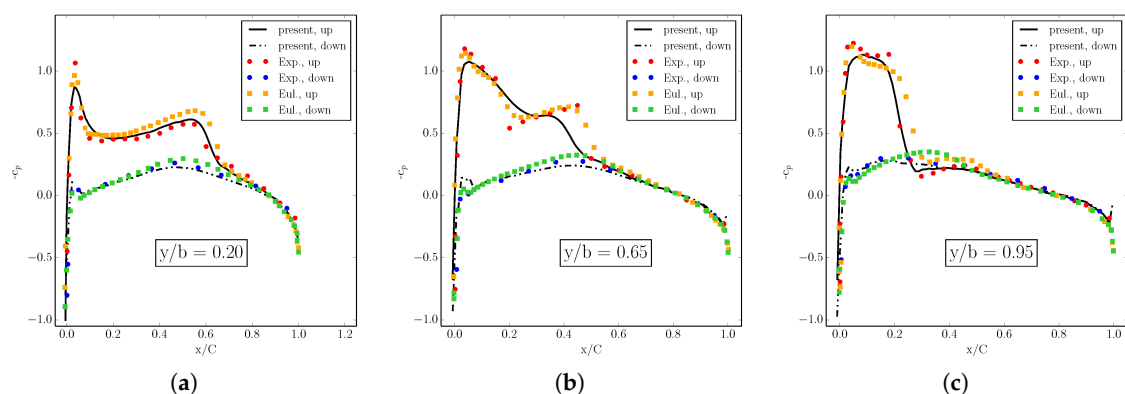 present, up
present, down
Exp., up
Exp., down
Eul., up
Eul., down
1.0
0.5
0.0
−0.5
−1.0
-cp
y/b = 0.20
0.0 0.2 0.4 0.6 0.8 1.0 1.2
x/C
(a)
present, up
present, down
Exp., up
Exp., down
Eul., up
Eul., down
1.0
0.5
0.0
−0.5
−1.0
-cp
y/b = 0.65
0.0 0.2 0.4 0.6 0.8 1.0
x/C
(b)
present, up
present, down
Exp., up
Exp., down
Eul., up
Eul., down
1.0
0.5
0.0
−0.5
−1.0
-cp
y/b = 0.95
0.0 0.2 0.4 0.6 0.8 1.0
x/C
(c)